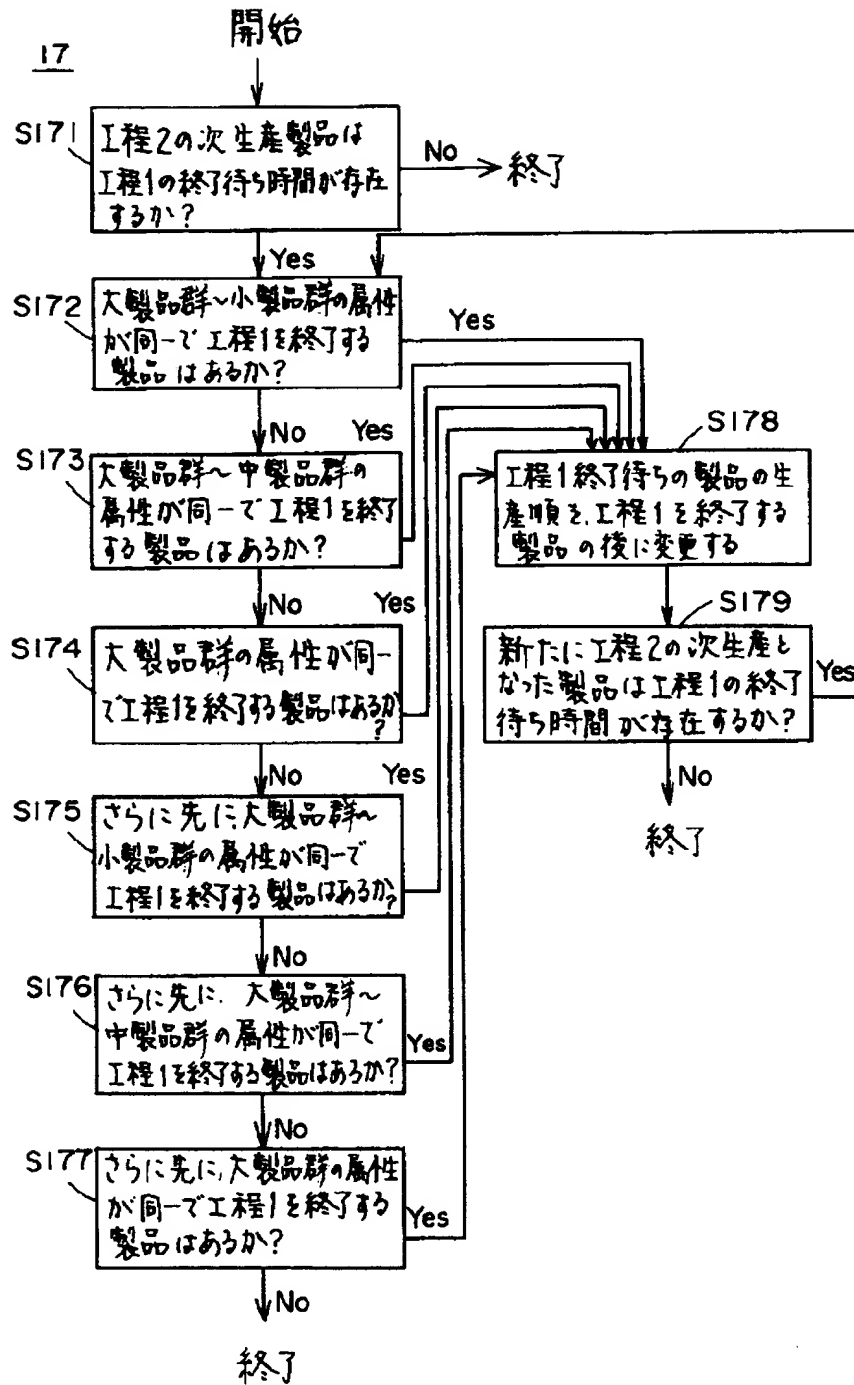 17
開始
S171
工程2の次生産製品は
工程1の終了待ち時間が存在
するか?
No
終了
Yes
S172
大製品群~小製品群の属性
が同一で工程1を終了する
製品はあるか?
Yes
No
S173
大製品群~中製品群の
属性が同一で工程1を終了
する製品はあるか?
Yes
No
S174
大製品群の属性が同一
で工程1を終了する製品はあるか
?
Yes
No
S175
さらに先に、大製品群~
小製品群の属性が同一で
工程1を終了する製品はあるか?
Yes
No
S176
さらに先に、大製品群~
中製品群の属性が同一で
工程1を終了する製品はあるか?
Yes
No
S177
さらに先に、大製品群の属性
が同一で工程1を終了する
製品はあるか?
Yes
No
終了
S178
工程1終了待ちの製品の生
産順を、工程1を終了する
製品の後に変更する
S179
新たに工程2の次生産と
なった製品は工程1の終了
待ち時間が存在するか?
Yes
No
終了